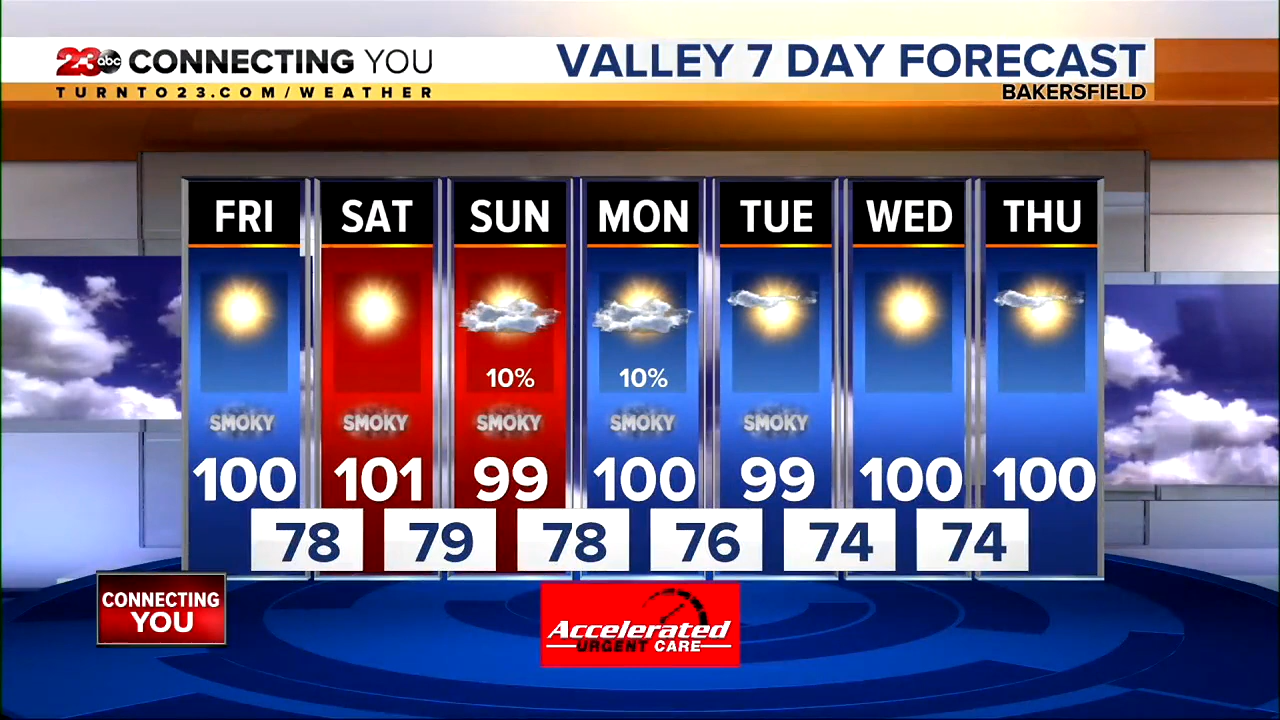 23 abc CONNECTING YOU
TURNTO23.COM/WEATHER
VALLEY 7 DAY FORECAST
BAKERSFIELD
FRI SAT SUN MON TUE WED THU
10% 10%
SMOKY SMOKY SMOKY SMOKY SMOKY
100 101 99 100 99 100 100
78 79 78 76 74 74
CONNECTING
YOU
Accelerated
URGENT CARE